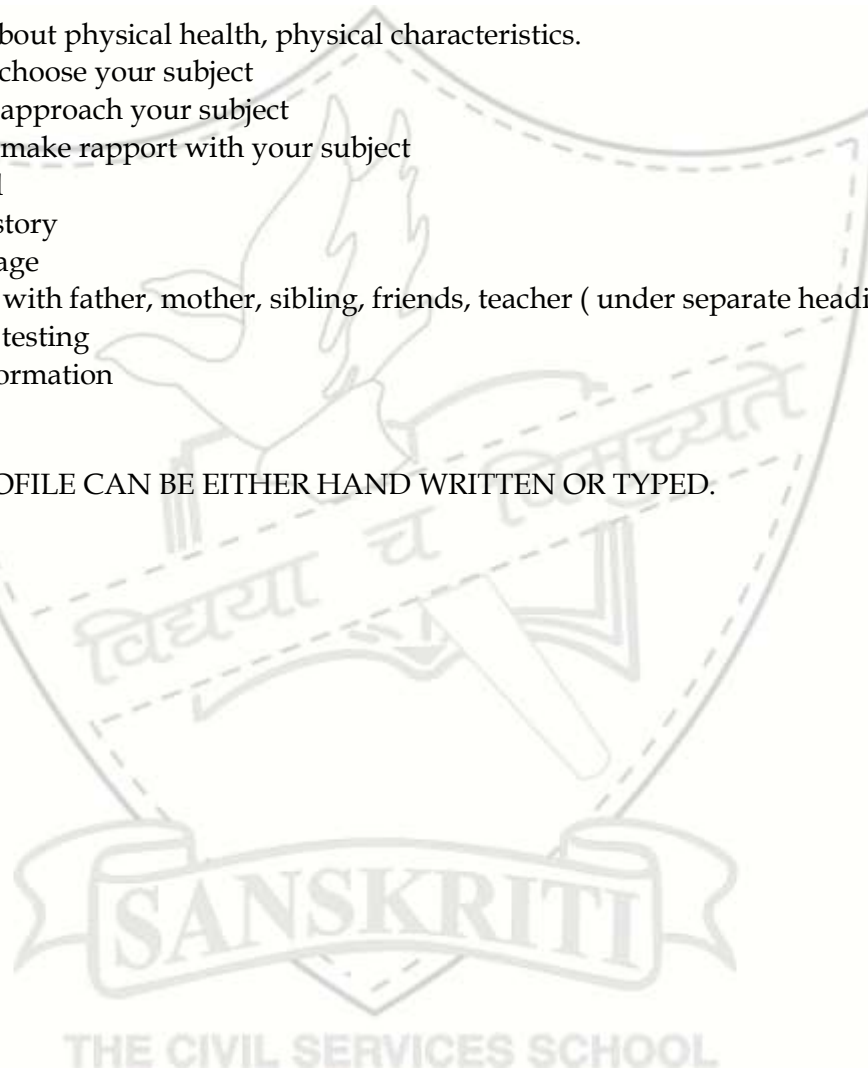 bout physical health, physical characteristics.
choose your subject
approach your subject
make rapport with your subject
l
story
age
with father, mother, sibling, friends, teacher ( under separate headi
testing
ormation
OFILE CAN BE EITHER HAND WRITTEN OR TYPED.
विद्यया च विमुच्यते
SANSKRITI
THE CIVIL SERVICES SCHOOL